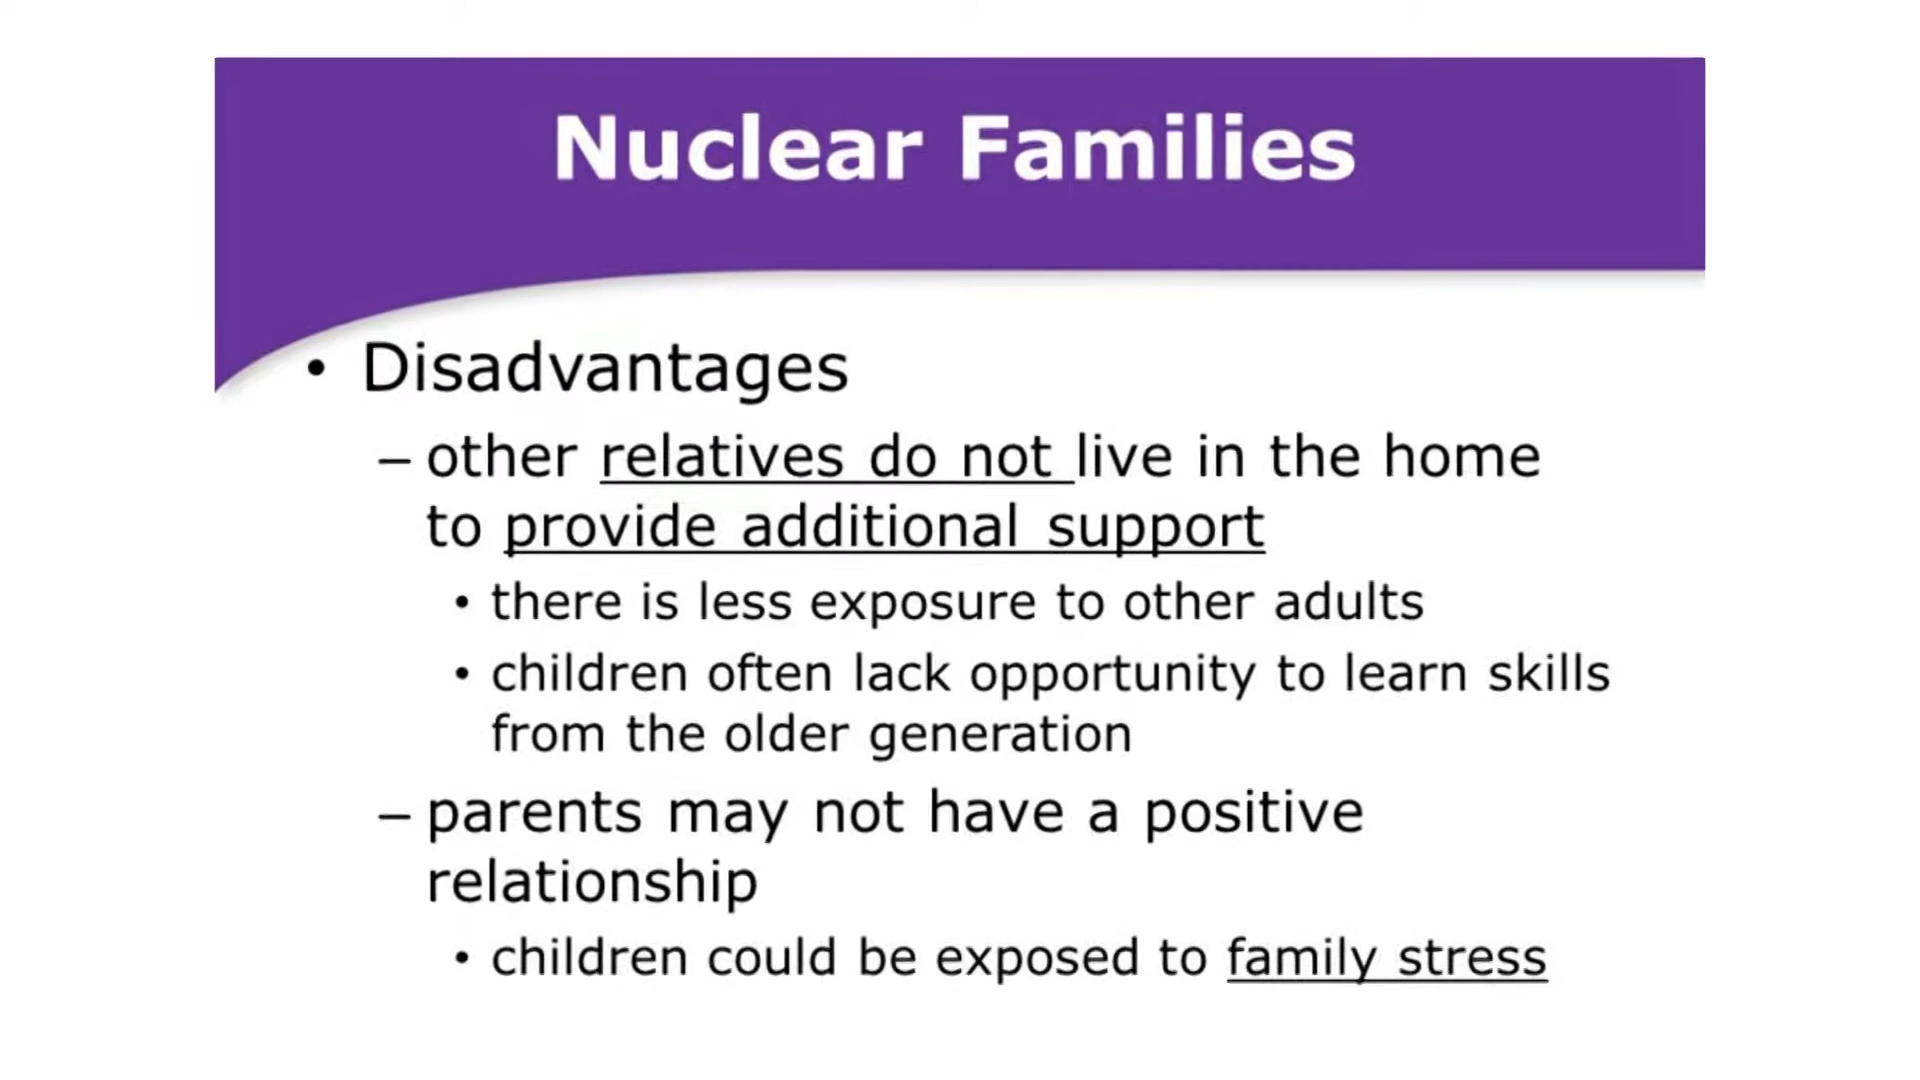 Nuclear Families
• Disadvantages
– other relatives do not live in the home
to provide additional support
• there is less exposure to other adults
• children often lack opportunity to learn skills
from the older generation
– parents may not have a positive
relationship
• children could be exposed to family stress